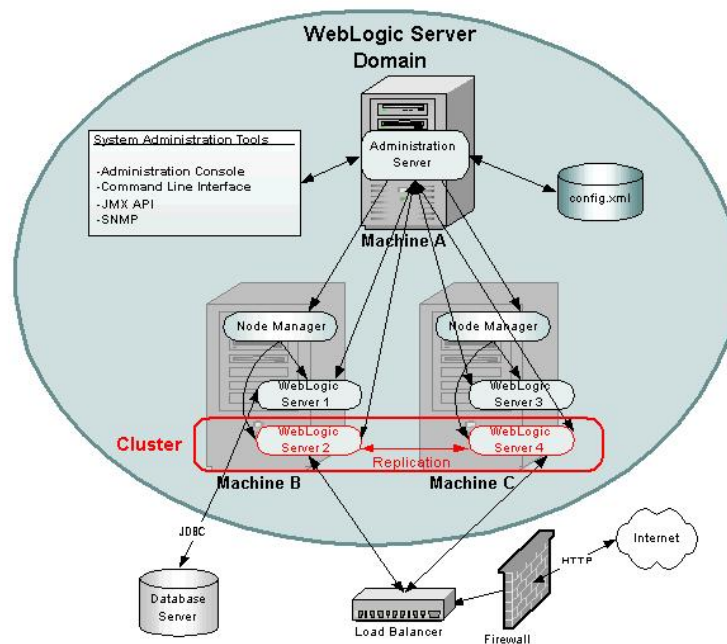 WebLogic Server
Domain
System Administration Tools
-Administration Console
-Command Line Interface
-JMX API
-SNMP
Administration
Server
config.xml
Machine A
Node Manager
Node Manager
WebLogic
Server 1
WebLogic
Server 3
Cluster
WebLogic
Server 2
Replication
WebLogic
Server 4
Machine B
Machine C
JDBC
Database
Server
Load Balancer
Firewall
HTTP
Internet